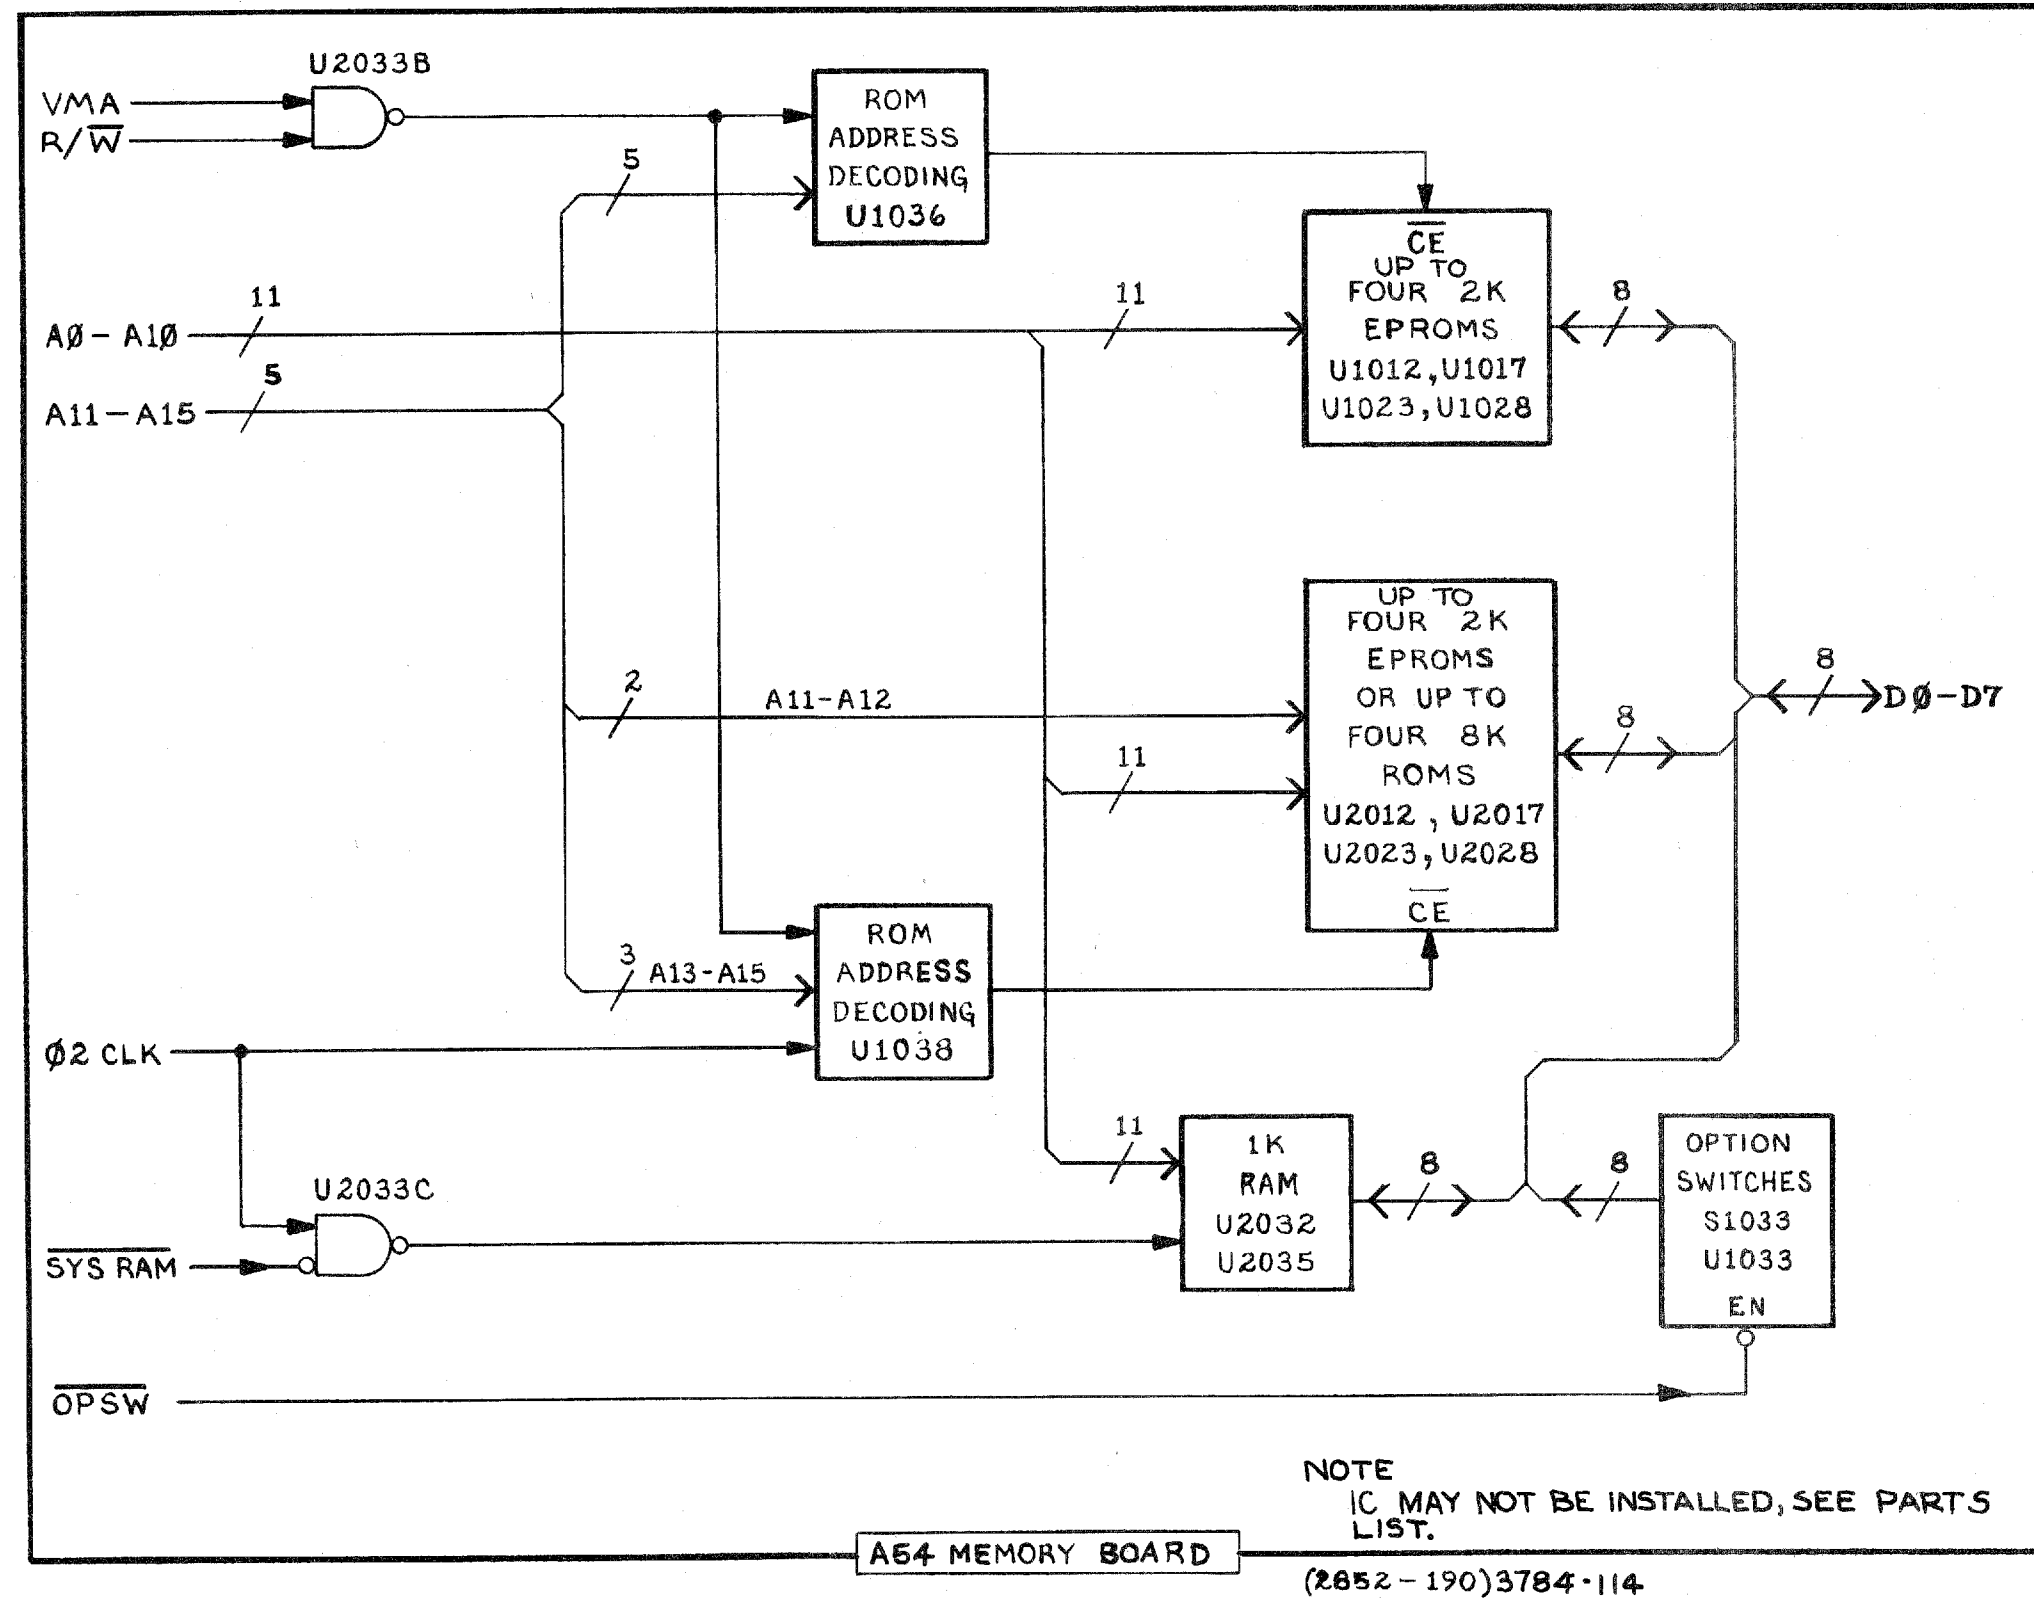 U2033B
VMA
R/W
ROM
ADDRESS
DECODING
U1036
5
CE
UP TO
FOUR 2K
EPROMS
U1012,U1017
U1023,U1028
11
11
8
AØ-A1Ø
5
A11-A15
UP TO
FOUR 2K
EPROMS
OR UP TO
FOUR 8K
ROMS
U2012, U2017
U2023, U2028
CE
2
A11-A12
11
8
8
DØ-D7
ROM
ADDRESS
DECODING
U1038
3
A13-A15
Ø2 CLK
11
1K
RAM
U2032
U2035
8
8
OPTION
SWITCHES
S1033
U1033
EN
U2033C
SYS RAM
OPSW
NOTE
IC MAY NOT BE INSTALLED, SEE PARTS
LIST.
A54 MEMORY BOARD
(2852-190)3784-114